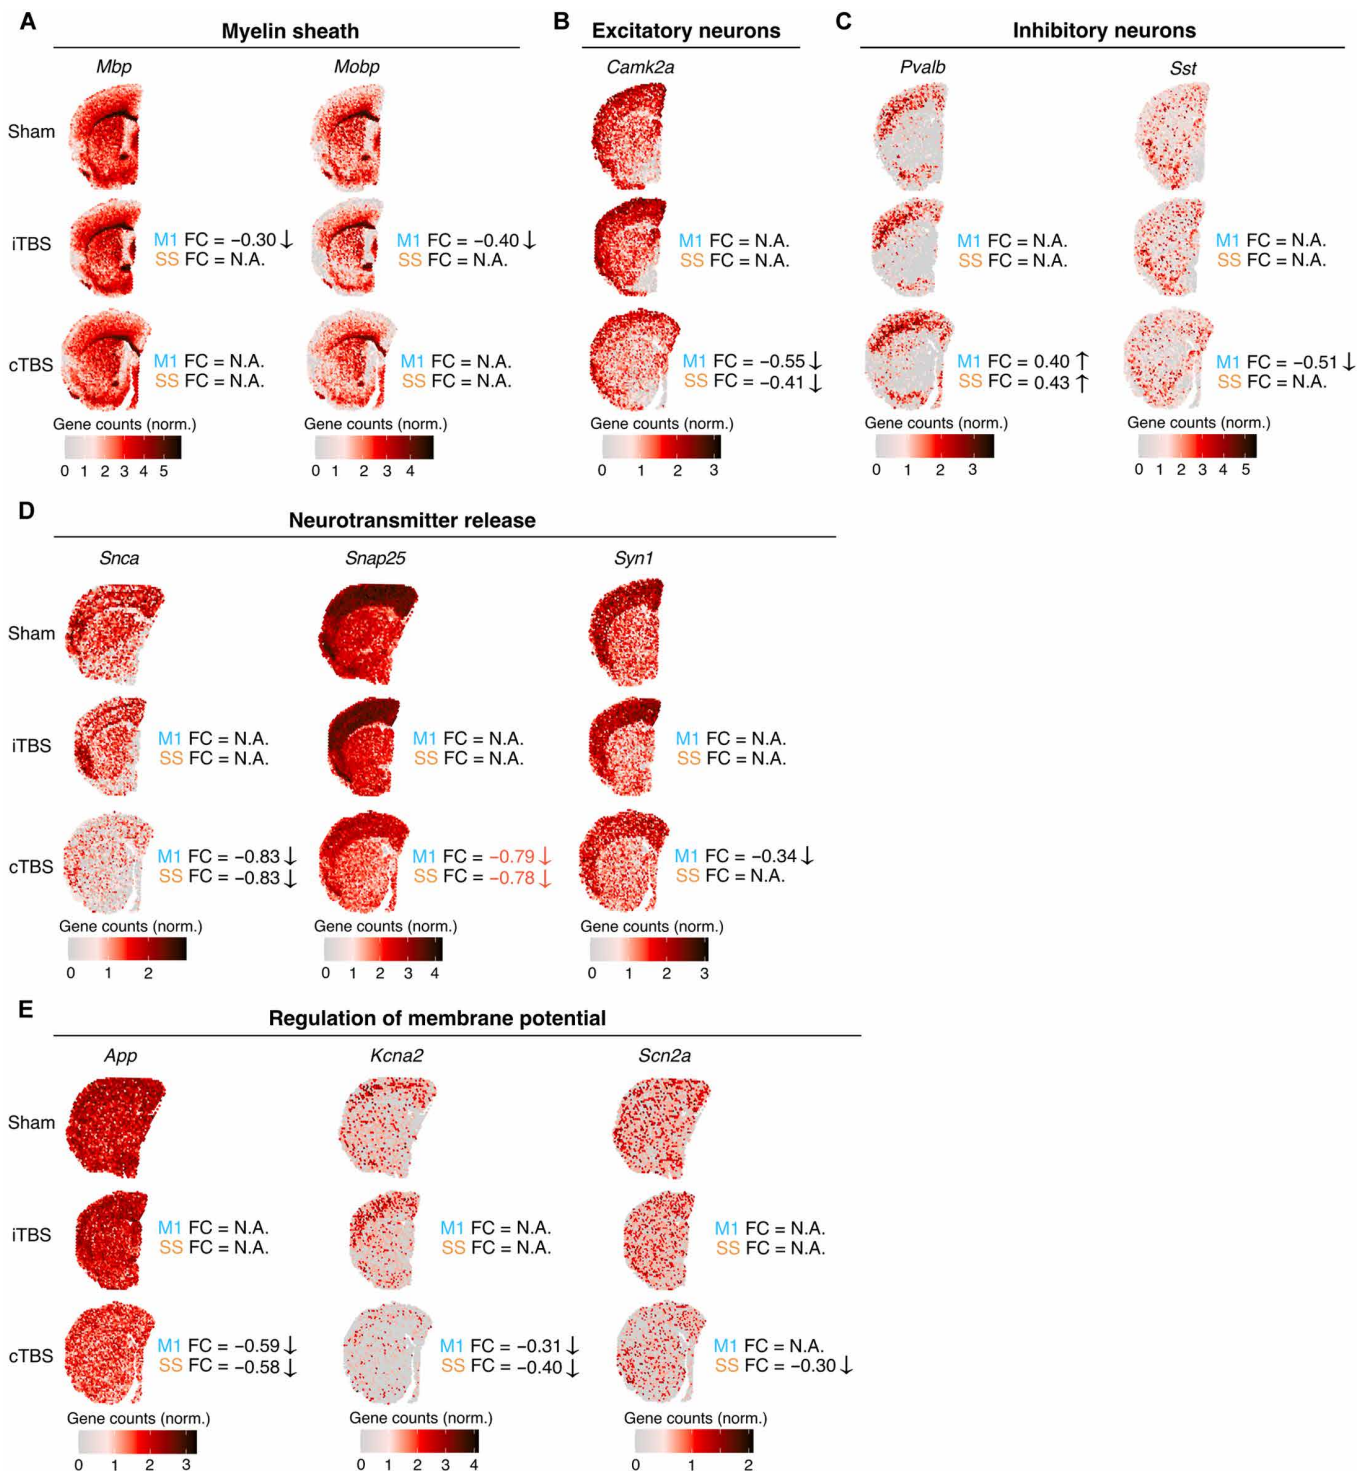 A
Myelin sheath
Mbp
Mobp
Sham
iTBS
M1 FC = −0.30 ↓
SS FC = N.A.
M1 FC = −0.40 ↓
SS FC = N.A.
cTBS
M1 FC = N.A.
SS FC = N.A.
M1 FC = N.A.
SS FC = N.A.
Gene counts (norm.)
0 1 2 3 4 5
Gene counts (norm.)
0 1 2 3 4
B
Excitatory neurons
Camk2a
M1 FC = N.A.
SS FC = N.A.
M1 FC = −0.55 ↓
SS FC = −0.41 ↓
Gene counts (norm.)
0 1 2 3
C
Inhibitory neurons
Pvalb
Sst
M1 FC = N.A.
SS FC = N.A.
M1 FC = N.A.
SS FC = N.A.
M1 FC = 0.40 ↑
SS FC = 0.43 ↑
M1 FC = −0.51 ↓
SS FC = N.A.
Gene counts (norm.)
0 1 2 3
Gene counts (norm.)
0 1 2 3 4 5
D
Neurotransmitter release
Snca
Snap25
Syn1
Sham
iTBS
M1 FC = N.A.
SS FC = N.A.
M1 FC = N.A.
SS FC = N.A.
M1 FC = N.A.
SS FC = N.A.
cTBS
M1 FC = −0.83 ↓
SS FC = −0.83 ↓
M1 FC = −0.79 ↓
SS FC = −0.78 ↓
M1 FC = −0.34 ↓
SS FC = N.A.
Gene counts (norm.)
0 1 2
Gene counts (norm.)
0 1 2 3 4
Gene counts (norm.)
0 1 2 3
E
Regulation of membrane potential
App
Kcna2
Scn2a
Sham
iTBS
M1 FC = N.A.
SS FC = N.A.
M1 FC = N.A.
SS FC = N.A.
M1 FC = N.A.
SS FC = N.A.
cTBS
M1 FC = −0.59 ↓
SS FC = −0.58 ↓
M1 FC = −0.31 ↓
SS FC = −0.40 ↓
M1 FC = N.A.
SS FC = −0.30 ↓
Gene counts (norm.)
0 1 2 3
Gene counts (norm.)
0 1 2 3 4
Gene counts (norm.)
0 1 2